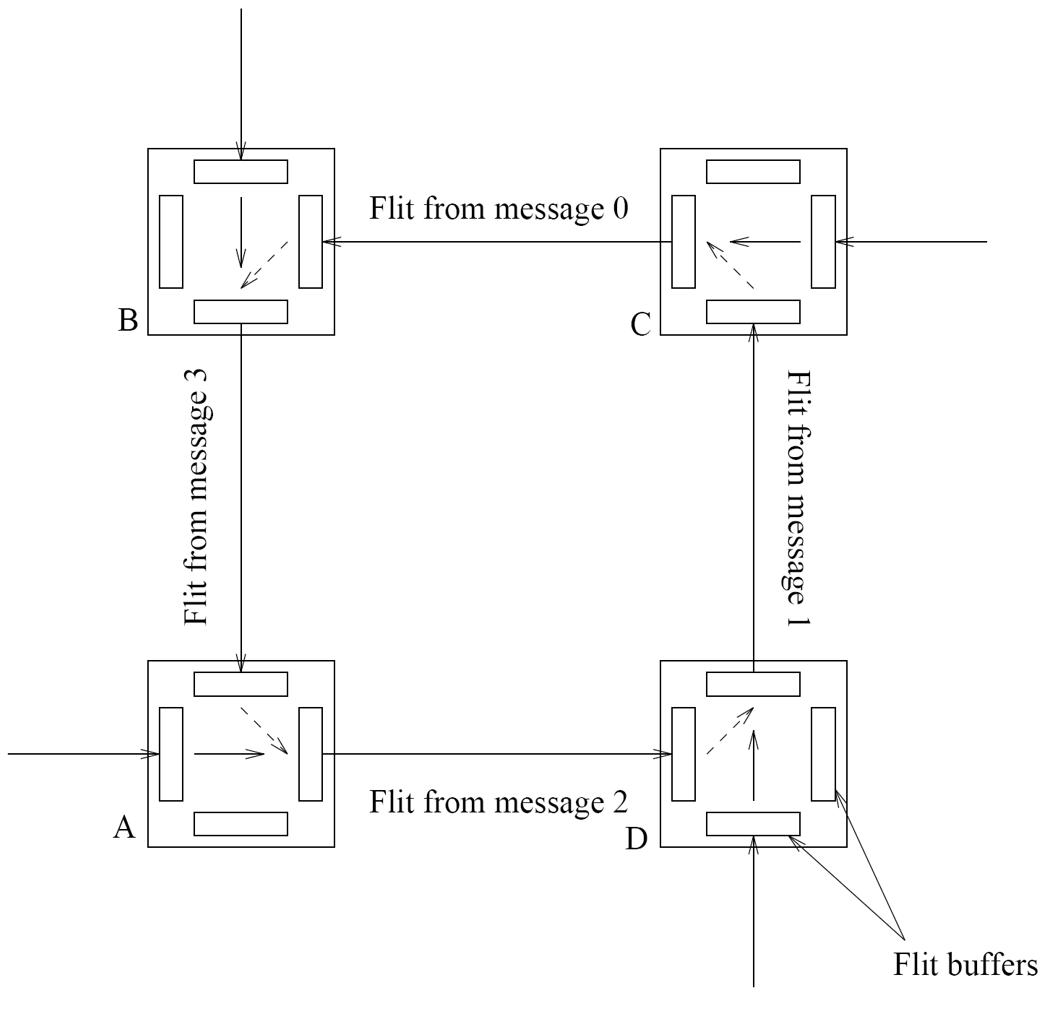 Flit from message 0
B
C
Flit from message 3
Flit from message 1
Flit from message 2
A
D
Flit buffers